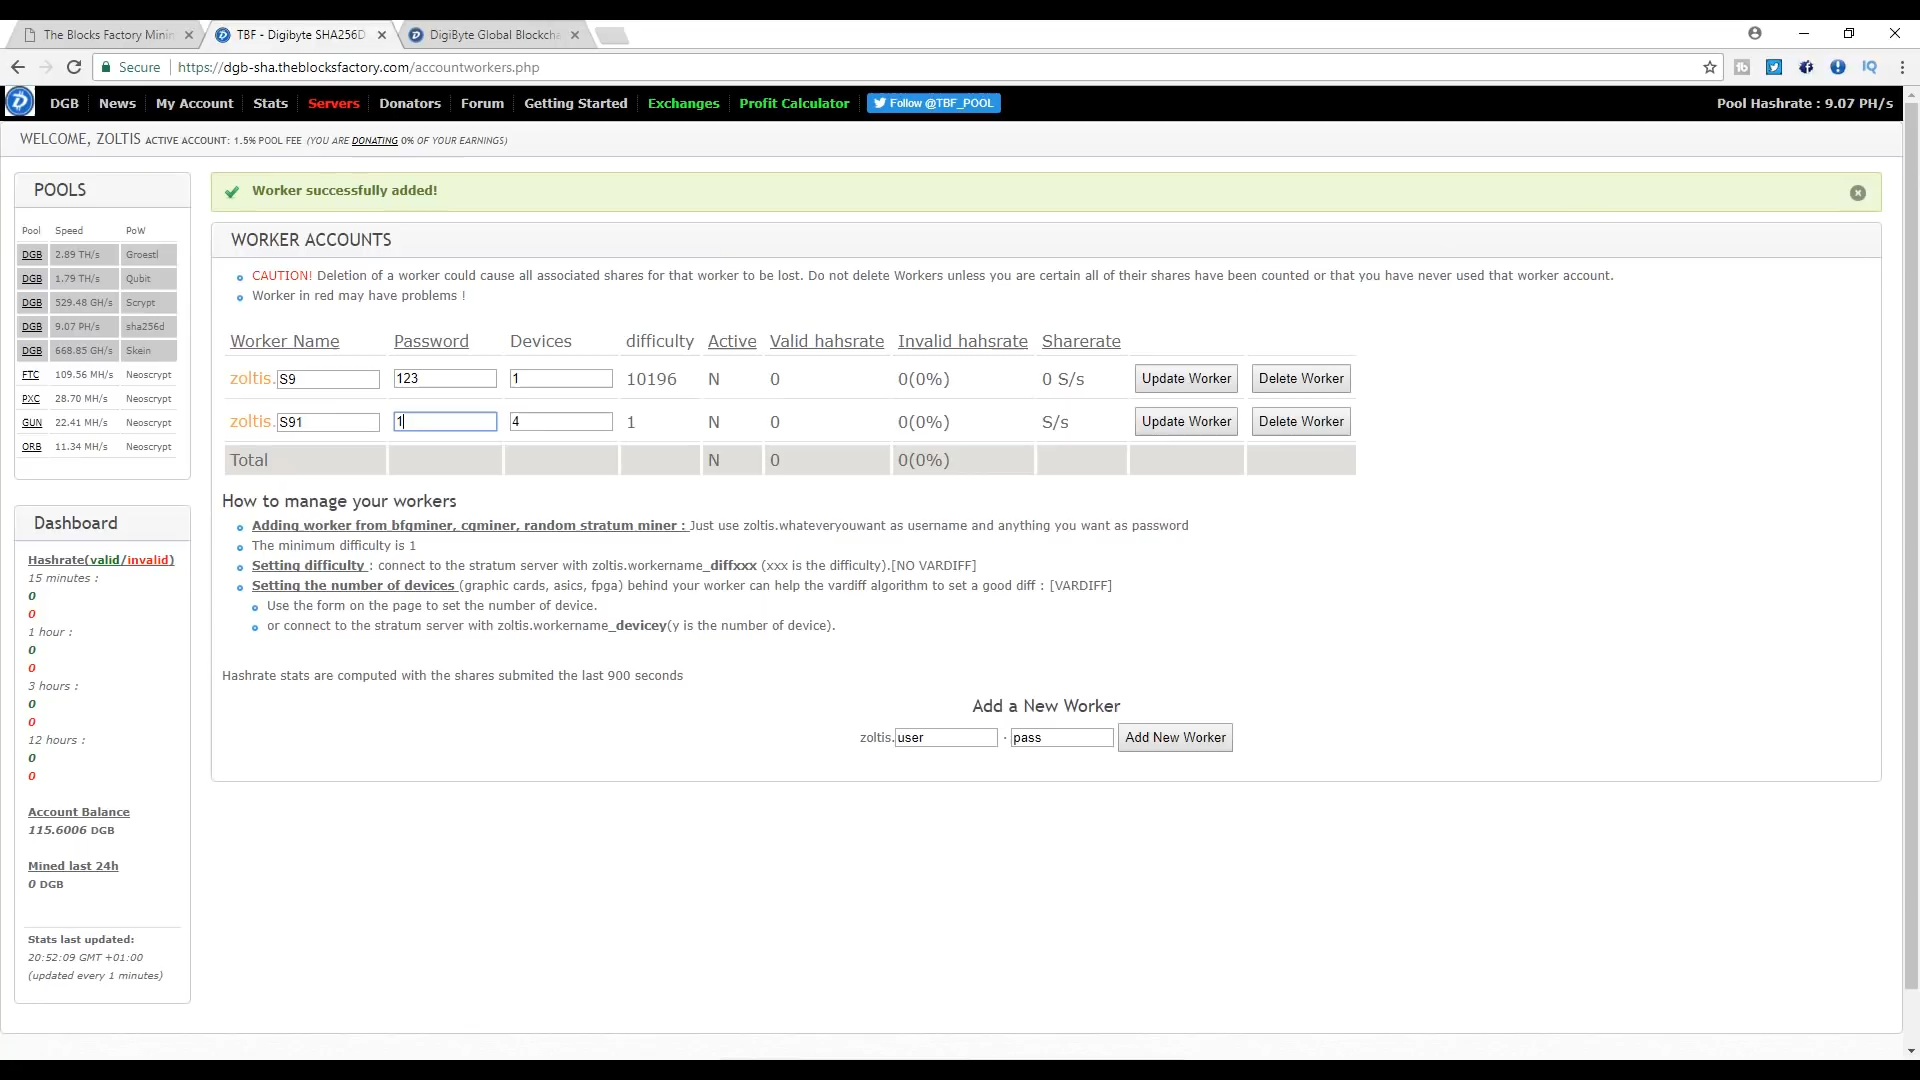 The Blocks Factory Minin
TBF - Digibyte SHA256D
DigiByte Global Blockcha
Secure
https://dgb-sha.theblocksfactory.com/accountworkers.php
DGB News My Account Stats Servers Donators Forum Getting Started Exchanges Profit Calculator Follow @TBF_POOL Pool Hashrate : 9.07 PH/s
WELCOME, ZOLTIS ACTIVE ACCOUNT: 1.5% POOL FEE (YOU ARE DONATING 0% OF YOUR EARNINGS)
POOLS
Pool Speed PoW
DGB 2.89 TH/s Groestl
DGB 1.79 TH/s Qubit
DGB 529.48 GH/s Scrypt
DGB 9.07 PH/s sha256d
DGB 668.85 GH/s Skein
FTC 109.56 MH/s Neoscrypt
PXC 28.70 MH/s Neoscrypt
GUN 22.41 MH/s Neoscrypt
ORB 11.34 MH/s Neoscrypt
Dashboard
Hashrate(valid/invalid)
15 minutes :
0
0
1 hour :
0
0
3 hours :
0
0
12 hours :
0
0
Account Balance
115.6006 DGB
Mined last 24h
0 DGB
Stats last updated:
20:52:09 GMT +01:00
(updated every 1 minutes)
Worker successfully added!
WORKER ACCOUNTS
CAUTION! Deletion of a worker could cause all associated shares for that worker to be lost. Do not delete Workers unless you are certain all of their shares have been counted or that you have never used that worker account.
Worker in red may have problems !
Worker Name Password Devices difficulty Active Valid hahsrate Invalid hahsrate Sharerate
zoltis. S9 123 1 10196 N 0 0(0%) 0 S/s Update Worker Delete Worker
zoltis. S91 1 4 1 N 0 0(0%) S/s Update Worker Delete Worker
Total N 0 0(0%)
How to manage your workers
Adding worker from bfgminer, cgminer, random stratum miner : Just use zoltis.whateveryouwant as username and anything you want as password
The minimum difficulty is 1
Setting difficulty : connect to the stratum server with zoltis.workername_diffxxx (xxx is the difficulty).[NO VARDIFF]
Setting the number of devices (graphic cards, asics, fpga) behind your worker can help the vardiff algorithm to set a good diff : [VARDIFF]
Use the form on the page to set the number of device.
or connect to the stratum server with zoltis.workername_devicey(y is the number of device).
Hashrate stats are computed with the shares submited the last 900 seconds
Add a New Worker
zoltis. user · pass Add New Worker